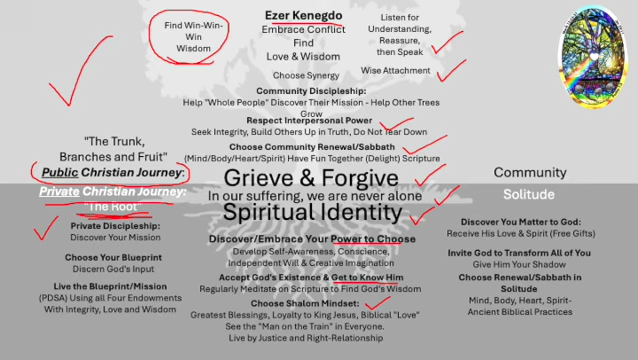 Find Win-Win-
Win
Wisdom
Ezer Kenegdo
Embrace Conflict
Find
Love & Wisdom
Choose Synergy
Listen for
Understanding,
Reassure,
then Speak
Wise Attachment
Community Discipleship:
Help "Whole People" Discover Their Mission - Help Other Trees
Grow
Respect Interpersonal Power
Seek Integrity, Build Others Up in Truth, Do Not Tear Down
Choose Community Renewal/Sabbath
(Mind/Body/Heart/Spirit) Have Fun Together (Delight) Scripture
"The Trunk,
Branches and Fruit"
Public Christian Journey:
Private Christian Journey:
"The Root"
Private Discipleship:
Discover Your Mission
Choose Your Blueprint
Discern God's Input
Live the Blueprint/Mission
(PDSA) Using all Four Endowments
With Integrity, Love and Wisdom
Grieve & Forgive
In our suffering, we are never alone
Spiritual Identity
Discover/Embrace Your Power to Choose
Develop Self-Awareness, Conscience,
Independent Will & Creative Imagination
Accept God's Existence & Get to Know Him
Regularly Meditate on Scripture to Find God's Wisdom
Choose Shalom Mindset:
Greatest Blessings, Loyalty to King Jesus, Biblical "Love"
See the "Man on the Train" in Everyone.
Live by Justice and Right-Relationship
Community
Solitude
Discover You Matter to God:
Receive His Love & Spirit (Free Gifts)
Invite God to Transform All of You
Give Him Your Shadow
Choose Renewal/Sabbath in
Solitude
Mind, Body, Heart, Spirit-
Ancient Biblical Practices